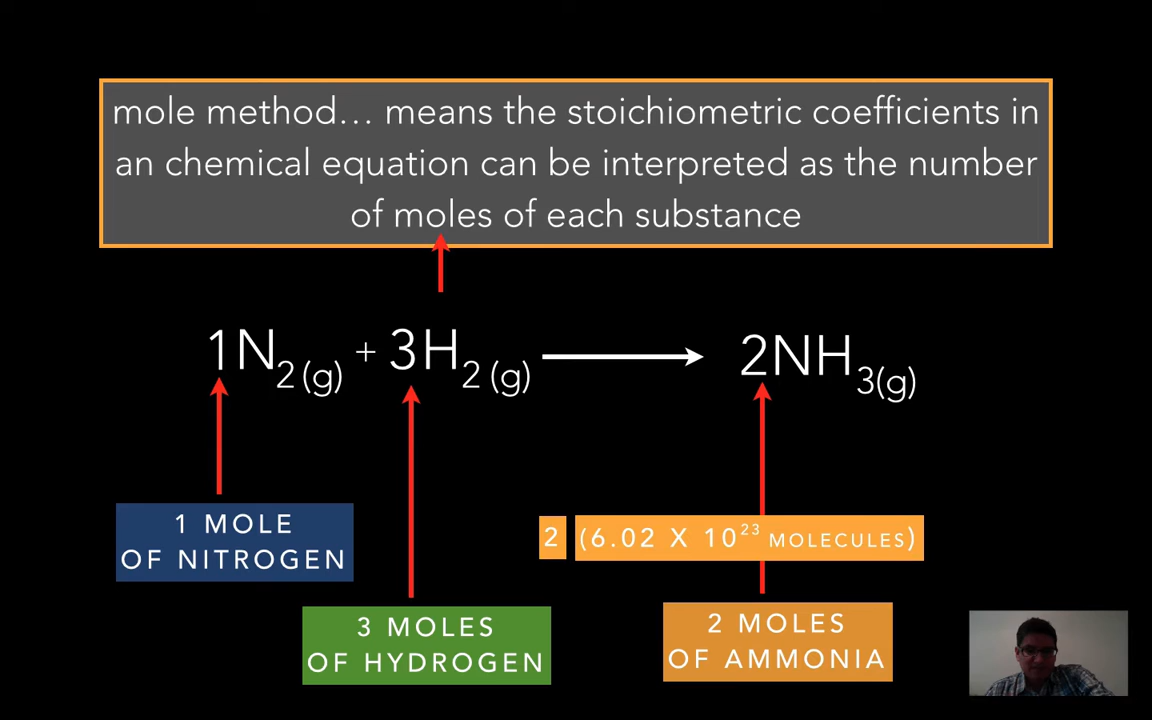 mole method... means the stoichiometric coefficients in
an chemical equation can be interpreted as the number
of moles of each substance
1N2 (g) + 3H2 (g) ⟶ 2NH3(g)
1 MOLE
OF NITROGEN
2 (6.02 X 10²³ MOLECULES)
3 MOLES
OF HYDROGEN
2 MOLES
OF AMMONIA